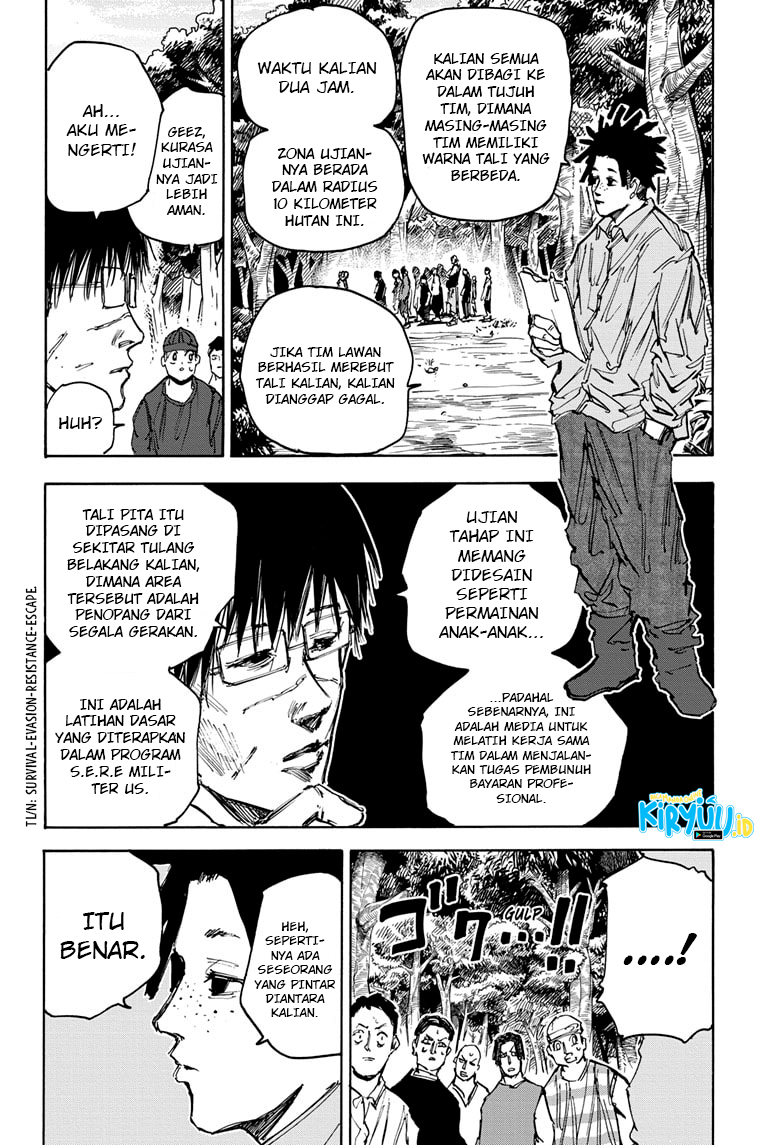 KALIAN SEMUA
AKAN DIBAGI KE
DALAM TUJUH
TIM, DIMANA
MASING-MASING
TIM MEMILIKI
WARNA TALI YANG
BERBEDA.
WAKTU KALIAN
DUA JAM.
ZONA UJIAN-
NYA BERADA
DALAM RADIUS
10 KILOMETER
HUTAN INI.
JIKA TIM LAWAN
BERHASIL MEREBUT
TALI KALIAN, KALIAN
DIANGGAP GAGAL.
GEEZ,
KURASA
UJIAN-
NYA JADI
LEBIH
AMAN.
AH...
AKU ME-
NGERTI!
HUH?
UJIAN
TAHAP INI
MEMANG
DIDESAIN
SEPERTI
PERMAINAN
ANAK-ANAK...
...PADAHAL
SEBENARNYA, INI
ADALAH MEDIA UNTUK
MELATIH KERJA SAMA
TIM DALAM MENJALAN-
KAN TUGAS PEMBUNUH
BAYARAN PROFE-
SIONAL.
TALI PITA ITU
DIPASANG DI
SEKITAR TULANG
BELAKANG KALIAN,
DIMANA AREA
TERSEBUT ADALAH
PENOPANG DARI
SEGALA GERAKAN.
INI ADALAH
LATIHAN DASAR
YANG DITERAPKAN
DALAM PROGRAM
S.E.R.E MILI-
TER US.
TL/N: SURVIVAL-EVASION-RESISTANCE-ESCAPE.
KIRYUU.ID
Google Play
....!
ゴク...!!
GULP
HEH,
SEPERTI-
NYA ADA
SESEORANG
YANG PINTAR
DIANTARA
KALIAN.
ITU
BENAR.